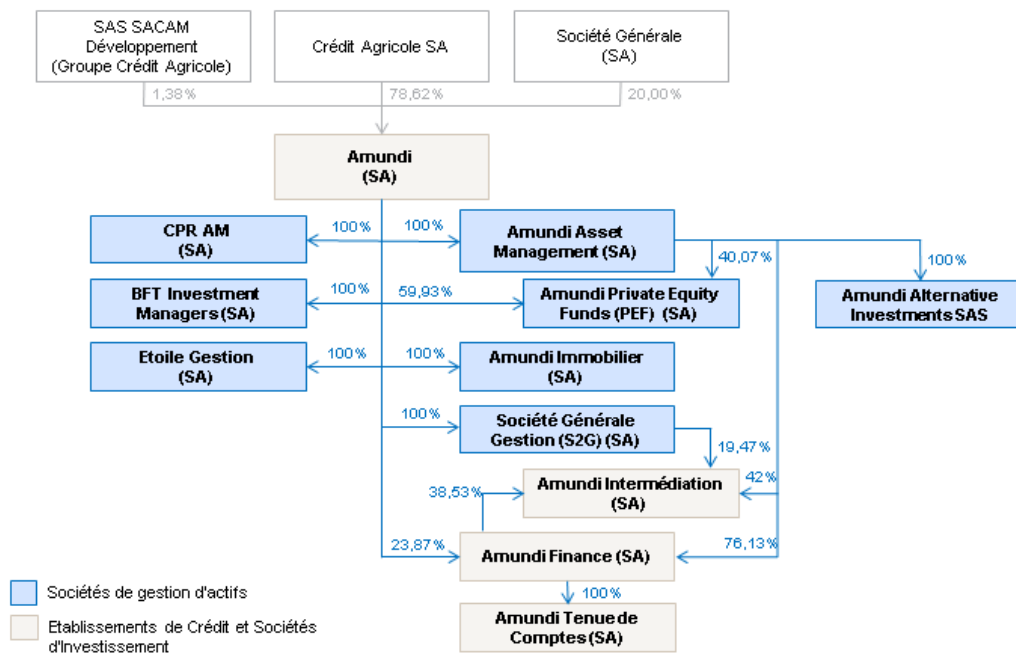 SAS SACAM
Développement
(Groupe Crédit Agricole)
Crédit Agricole SA
Société Générale
(SA)
1,38%
78,62%
20,00%
Amundi
(SA)
CPR AM
(SA)
100%
100%
Amundi Asset
Management (SA)
40,07%
100%
BFT Investment
Managers (SA)
100%
59,93%
Amundi Private Equity
Funds (PEF) (SA)
Amundi Alternative
Investments SAS
Etoile Gestion
(SA)
100%
100%
Amundi Immobilier
(SA)
100%
Société Générale
Gestion (S2G) (SA)
19,47%
38,53%
Amundi Intermédiation
(SA)
42%
23,87%
Amundi Finance (SA)
76,13%
100%
Amundi Tenue de
Comptes (SA)
Sociétés de gestion d'actifs
Etablissements de Crédit et Sociétés
d'Investissement